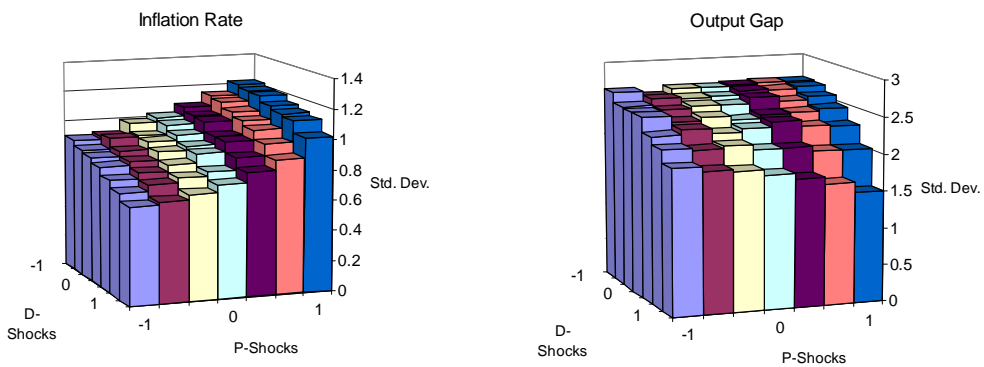 Inflation Rate
1.4
1.2
1
0.8
0.6
0.4
0.2
0
Std. Dev.
-1
0
1
D-
Shocks
-1
0
1
P-Shocks
Output Gap
3
2.5
2
1.5
1
0.5
0
Std. Dev.
-1
0
1
D-
Shocks
-1
0
1
P-Shocks